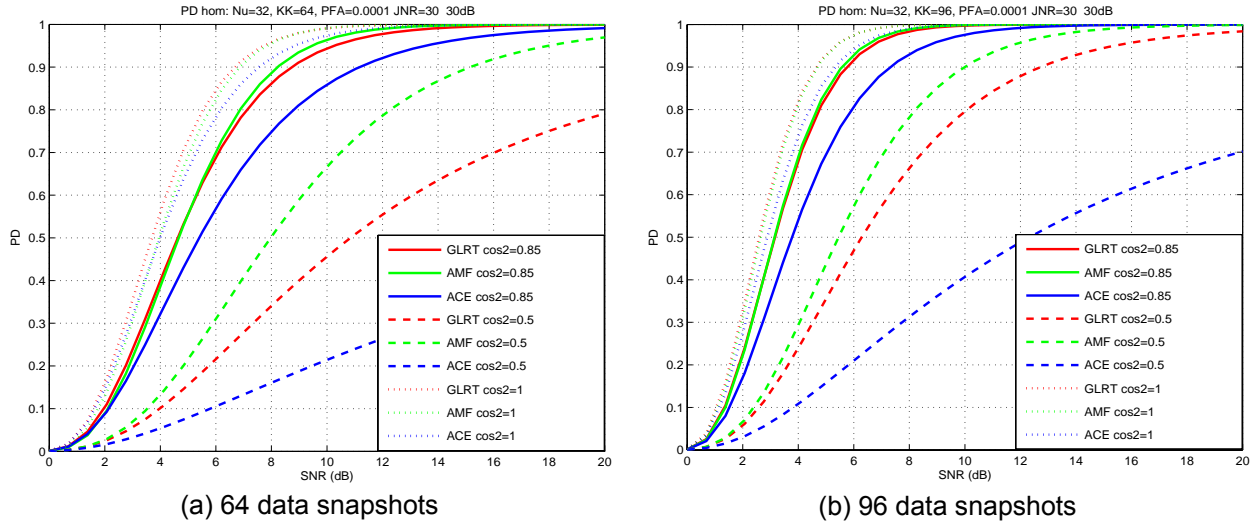 PD hom: Nu=32, KK=64, PFA=0.0001 JNR=30 30dB
1
0.9
0.8
0.7
0.6
0.5
0.4
0.3
0.2
0.1
0
PD
GLRT cos2=0.85
AMF cos2=0.85
ACE cos2=0.85
GLRT cos2=0.5
AMF cos2=0.5
ACE cos2=0.5
GLRT cos2=1
AMF cos2=1
ACE cos2=1
0 2 4 6 8 10 12 14 16 18 20
SNR (dB)
(a) 64 data snapshots
PD hom: Nu=32, KK=96, PFA=0.0001 JNR=30 30dB
1
0.9
0.8
0.7
0.6
0.5
0.4
0.3
0.2
0.1
0
PD
GLRT cos2=0.85
AMF cos2=0.85
ACE cos2=0.85
GLRT cos2=0.5
AMF cos2=0.5
ACE cos2=0.5
GLRT cos2=1
AMF cos2=1
ACE cos2=1
0 2 4 6 8 10 12 14 16 18 20
SNR (dB)
(b) 96 data snapshots